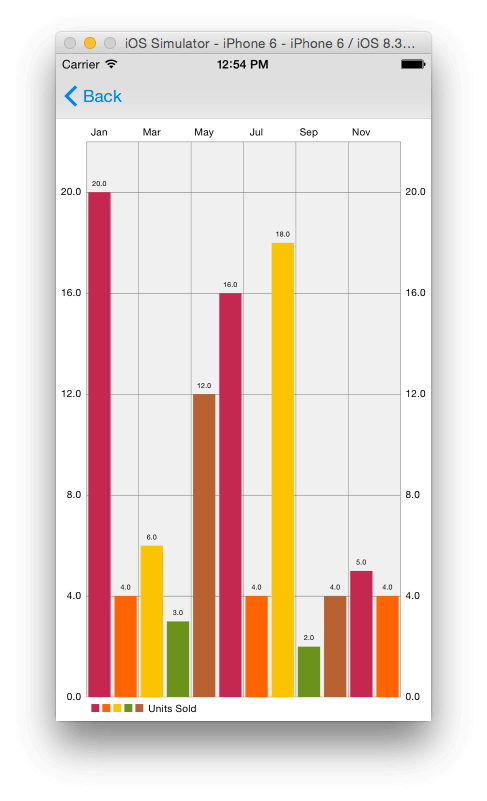 iOS Simulator - iPhone 6 - iPhone 6 / iOS 8.3...
Carrier 12:54 PM
Back
Jan Mar May Jul Sep Nov
20.0
20.0 20.0
18.0
16.0
16.0 16.0
12.0
12.0 12.0
8.0 8.0
6.0
5.0
4.0 4.0 4.0 4.0
4.0 4.0
3.0
2.0
0.0 0.0
Units Sold